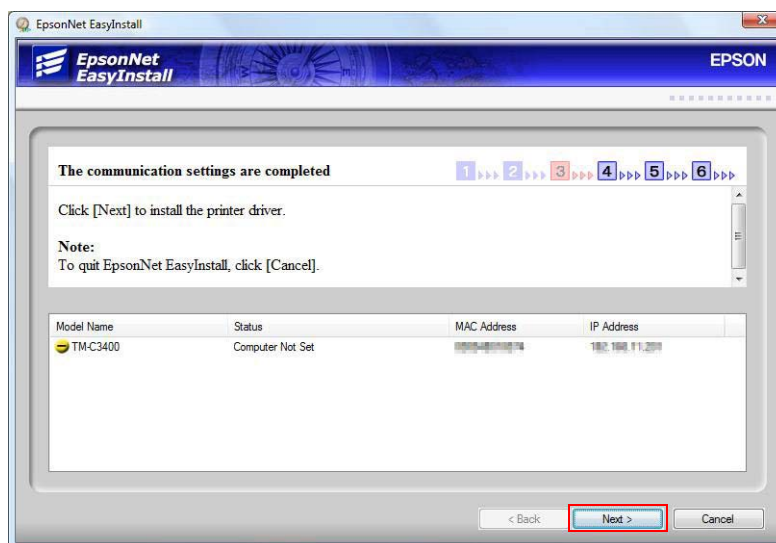 EpsonNet EasyInstall
EpsonNet
EasyInstall
EPSON
The communication settings are completed
1 2 3 4 5 6
Click [Next] to install the printer driver.
Note:
To quit EpsonNet EasyInstall, click [Cancel].
Model Name Status MAC Address IP Address
TM-C3400 Computer Not Set
< Back Next > Cancel